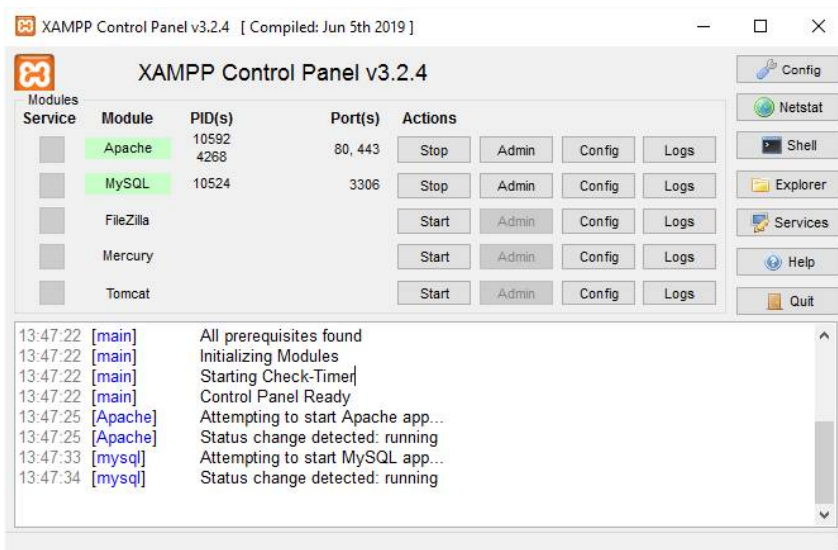 XAMPP Control Panel v3.2.4 [ Compiled: Jun 5th 2019 ]
XAMPP Control Panel v3.2.4
Config
Modules
Service Module PID(s) Port(s) Actions
Netstat
Apache 10592 4268 80, 443 Stop Admin Config Logs
Shell
MySQL 10524 3306 Stop Admin Config Logs
Explorer
FileZilla Start Admin Config Logs
Services
Mercury Start Admin Config Logs
Help
Tomcat Start Admin Config Logs
Quit
13:47:22 [main] All prerequisites found
13:47:22 [main] Initializing Modules
13:47:22 [main] Starting Check-Timer
13:47:22 [main] Control Panel Ready
13:47:25 [Apache] Attempting to start Apache app...
13:47:25 [Apache] Status change detected: running
13:47:33 [mysql] Attempting to start MySQL app...
13:47:34 [mysql] Status change detected: running